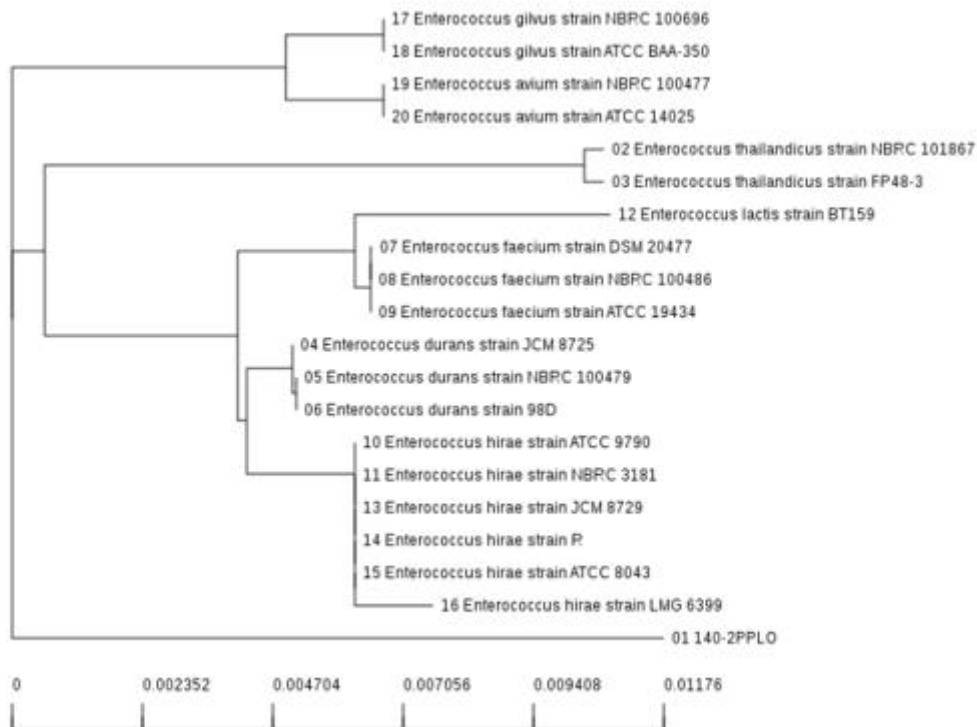 17 Enterococcus gilvus strain NBRC 100696
18 Enterococcus gilvus strain ATCC BAA-350
19 Enterococcus avium strain NBRC 100477
20 Enterococcus avium strain ATCC 14025
02 Enterococcus thailandicus strain NBRC 101867
03 Enterococcus thailandicus strain FP48-3
12 Enterococcus lactis strain BT159
07 Enterococcus faecium strain DSM 20477
08 Enterococcus faecium strain NBRC 100486
09 Enterococcus faecium strain ATCC 19434
04 Enterococcus durans strain JCM 8725
05 Enterococcus durans strain NBRC 100479
06 Enterococcus durans strain 98D
10 Enterococcus hirae strain ATCC 9790
11 Enterococcus hirae strain NBRC 3181
13 Enterococcus hirae strain JCM 8729
14 Enterococcus hirae strain R
15 Enterococcus hirae strain ATCC 8043
16 Enterococcus hirae strain LMG 6399
01 140-2PPLO
0 0.002352 0.004704 0.007056 0.009408 0.01176